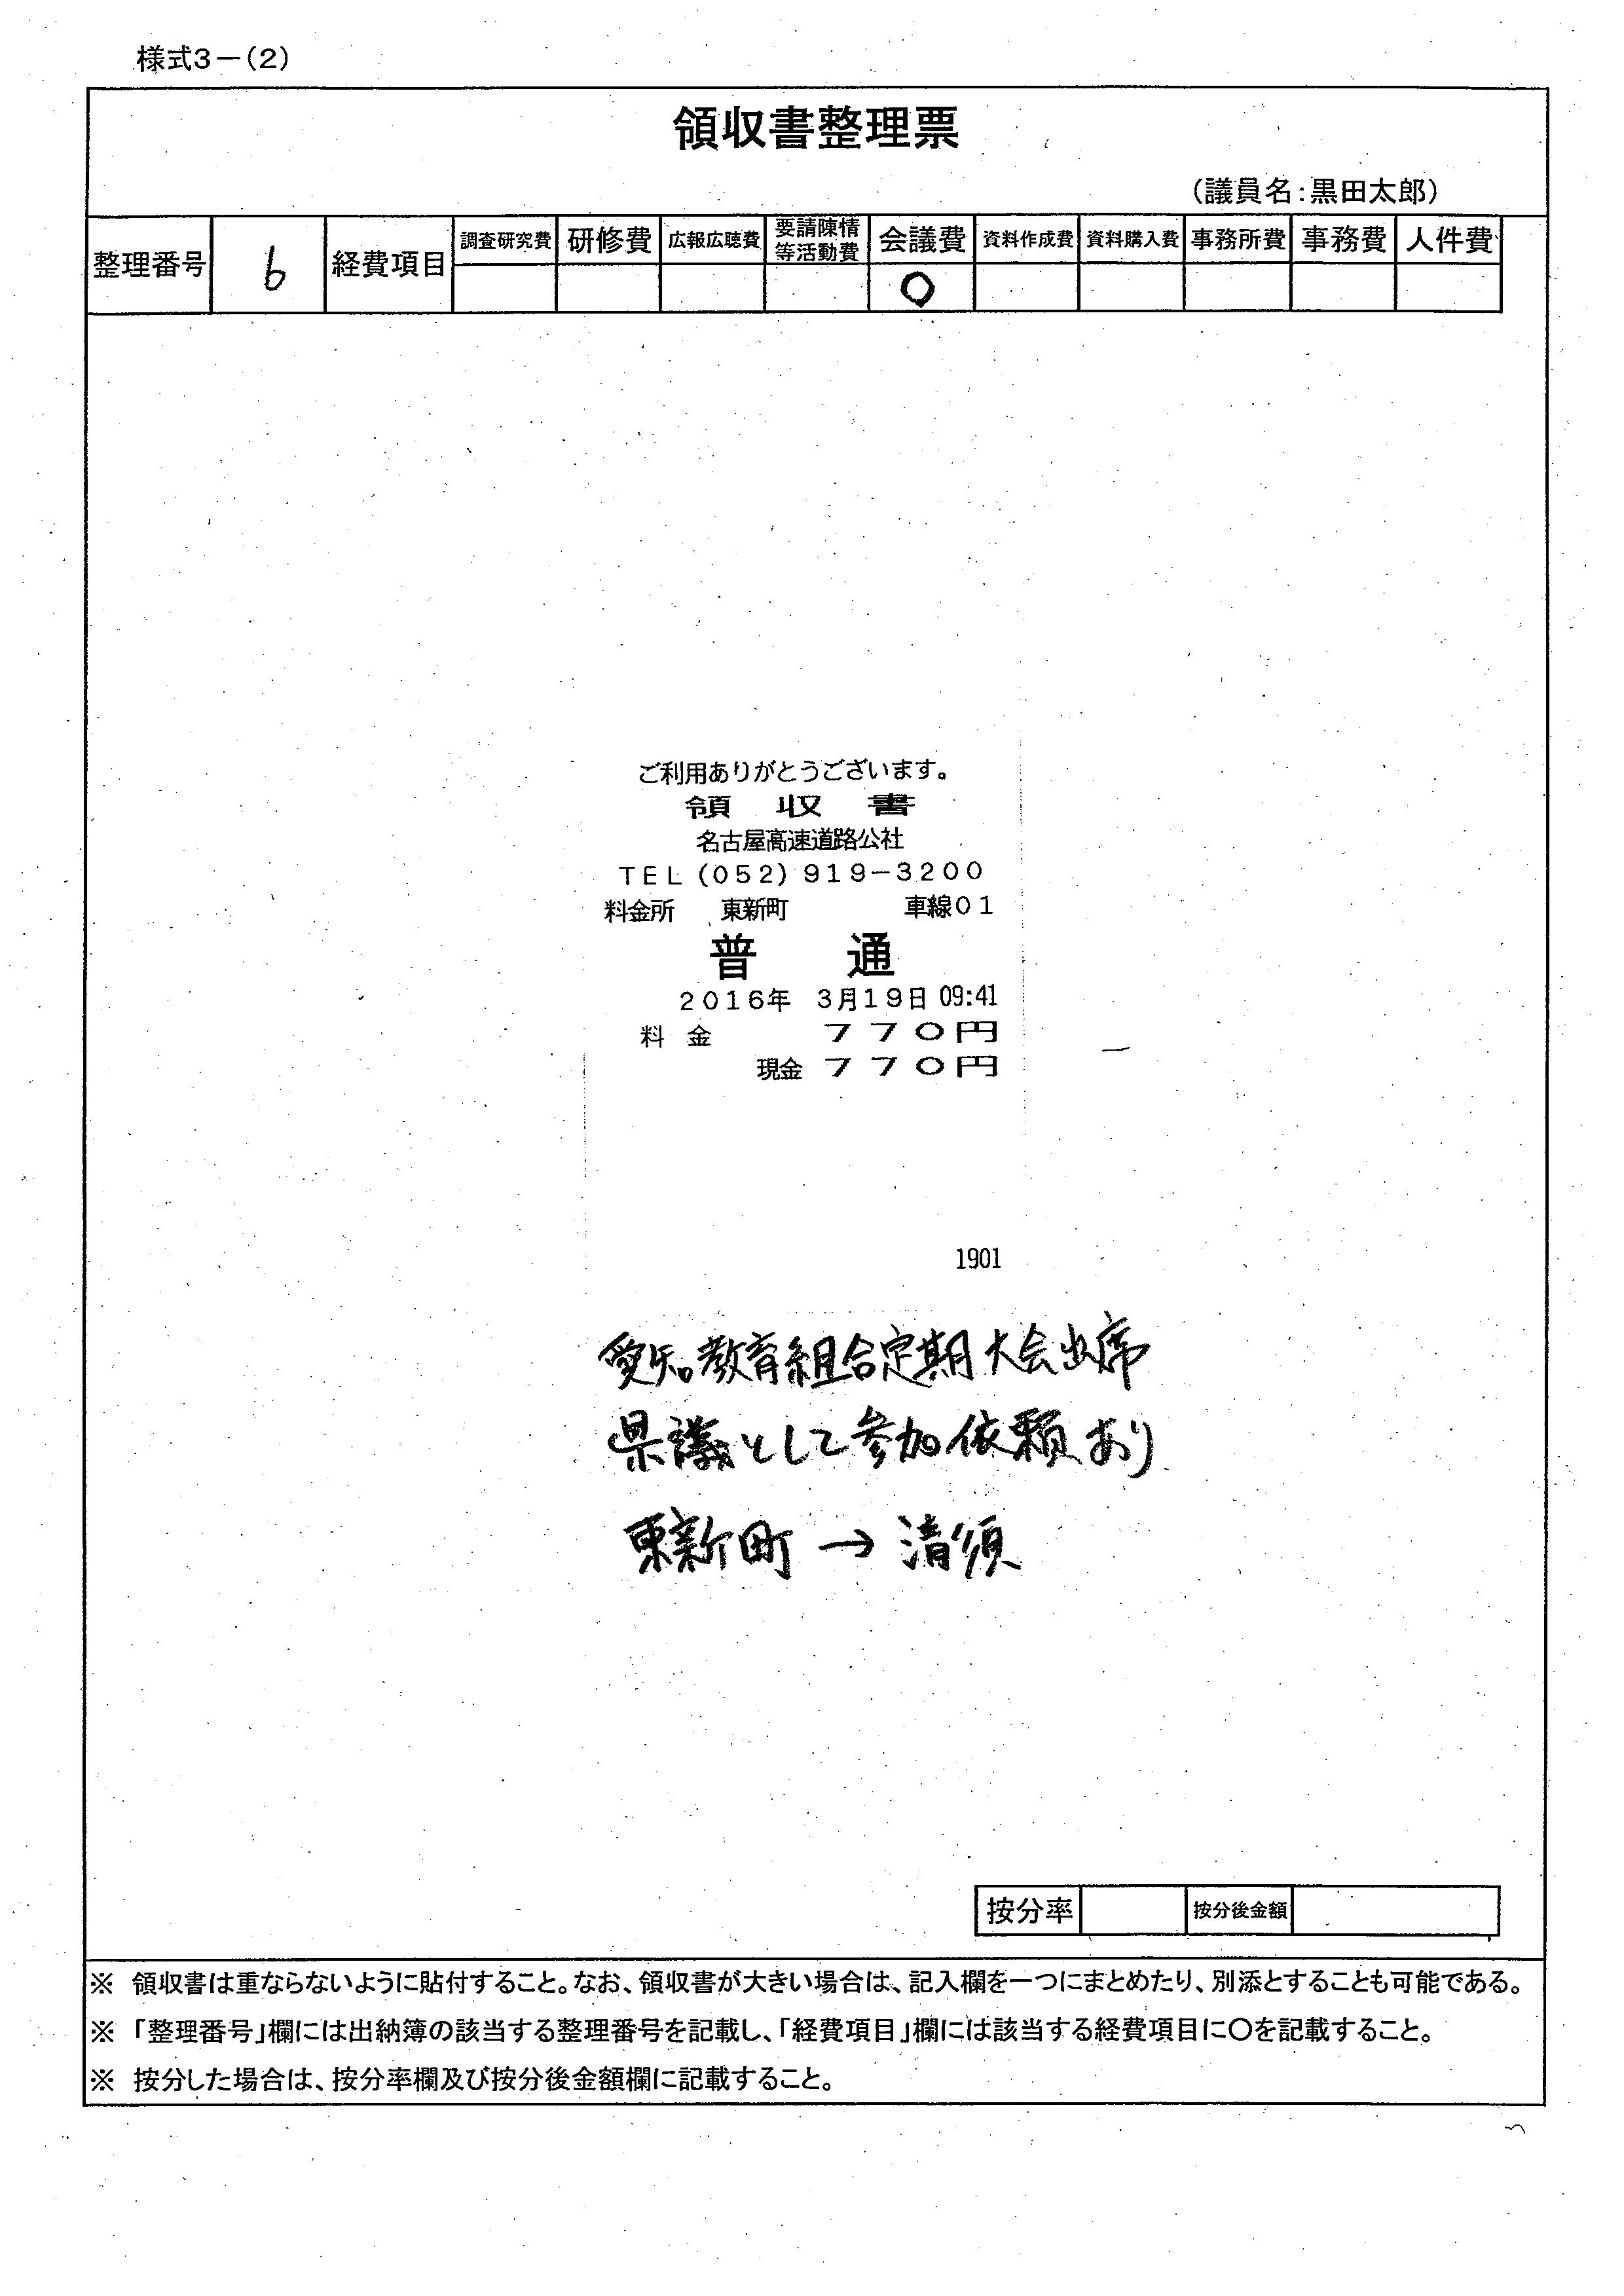 様式3－(2)
領収書整理票
(議員名:黒田太郎)
整理番号 6 経費項目 調査研究費 研修費 広報広聴費 要請陳情等活動費 会議費 資料作成費 資料購入費 事務所費 事務費 人件費
○
ご利用ありがとうございます。
領 収 書
名古屋高速道路公社
TEL(052)919－3200
料金所 東新町 車線01
普 通
2016年 3月19日 09:41
料 金 770円
現金 770円
1901
愛知教育組合定期大会出席
県議として参加依頼あり
東新町 → 清須
按分率 按分後金額
※ 領収書は重ならないように貼付すること。なお、領収書が大きい場合は、記入欄を一つにまとめたり、別添とすることも可能である。
※ 「整理番号」欄には出納簿の該当する整理番号を記載し、「経費項目」欄には該当する経費項目に○を記載すること。
※ 按分した場合は、按分率欄及び按分後金額欄に記載すること。